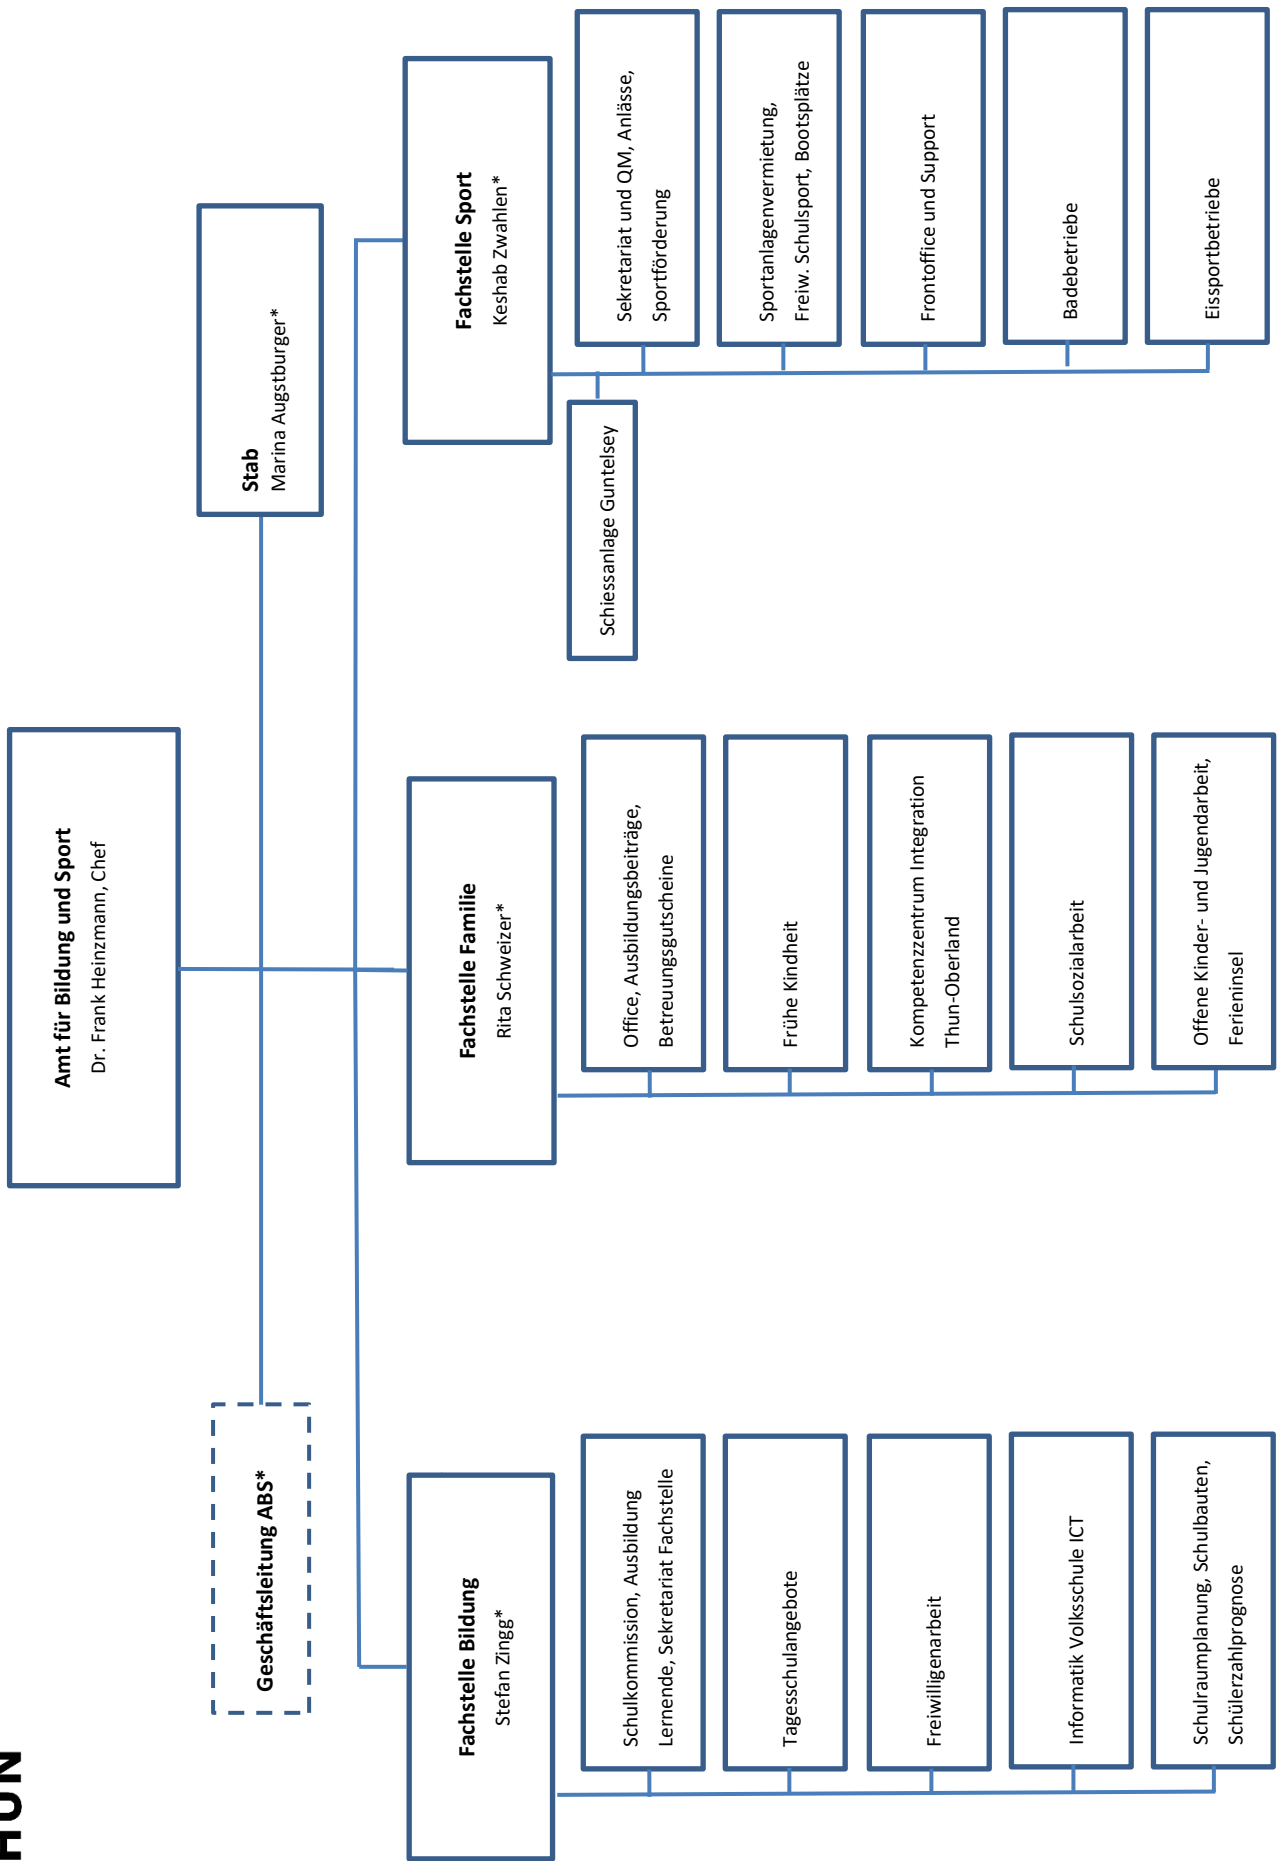 HUN
Amt für Bildung und Sport
Dr. Frank Heinzmann, Chef
Geschäftsleitung ABS*
Stab
Marina Augstburger*
Fachstelle Bildung
Stefan Zingg*
Schulkommission, Ausbildung
Lernende, Sekretariat Fachstelle
Tagesschulangebote
Freiwilligenarbeit
Informatik Volksschule ICT
Schulraumplanung, Schulbauten,
Schülerzahlprognose
Fachstelle Familie
Rita Schweizer*
Office, Ausbildungsbeiträge,
Betreuungsgutscheine
Frühe Kindheit
Kompetenzzentrum Integration
Thun-Oberland
Schulsozialarbeit
Offene Kinder- und Jugendarbeit,
Ferieninsel
Fachstelle Sport
Keshab Zwahlen*
Schiessanlage Guntelsey
Sekretariat und QM, Anlässe,
Sportförderung
Sportanlagenvermietung,
Freiw. Schulsport, Bootsplätze
Frontoffice und Support
Badebetriebe
Eissportbetriebe